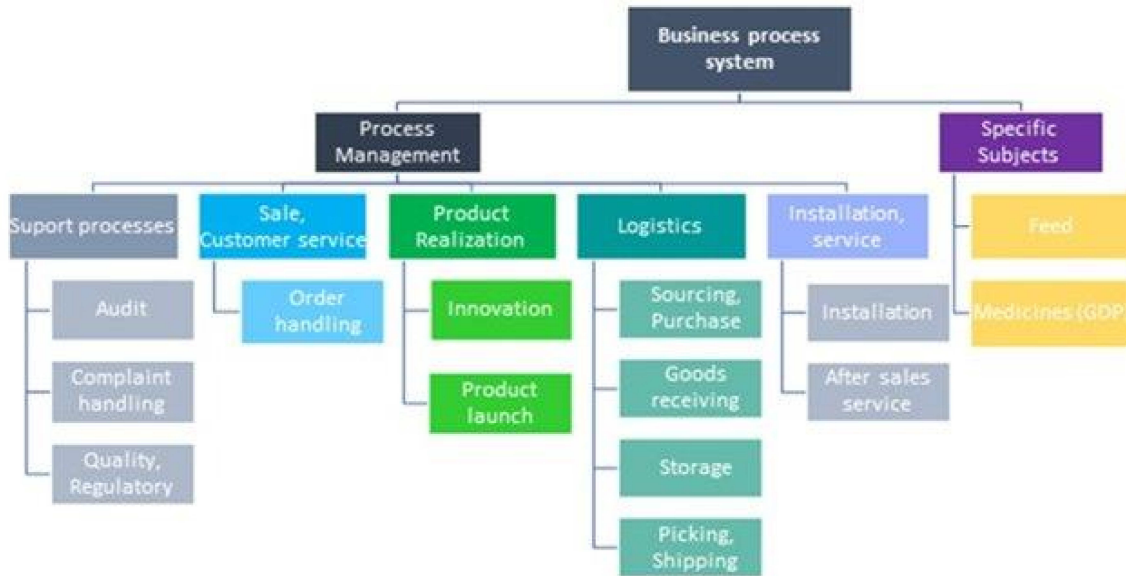 Business process
system
Process
Management
Specific
Subjects
Suport processes
Sale,
Customer service
Product
Realization
Logistics
Installation,
service
Feed
Audit
Order
handling
Innovation
Sourcing,
Purchase
Installation
Medicines (GDP)
Complaint
handling
Product
launch
Goods
receiving
After sales
service
Quality,
Regulatory
Storage
Picking,
Shipping